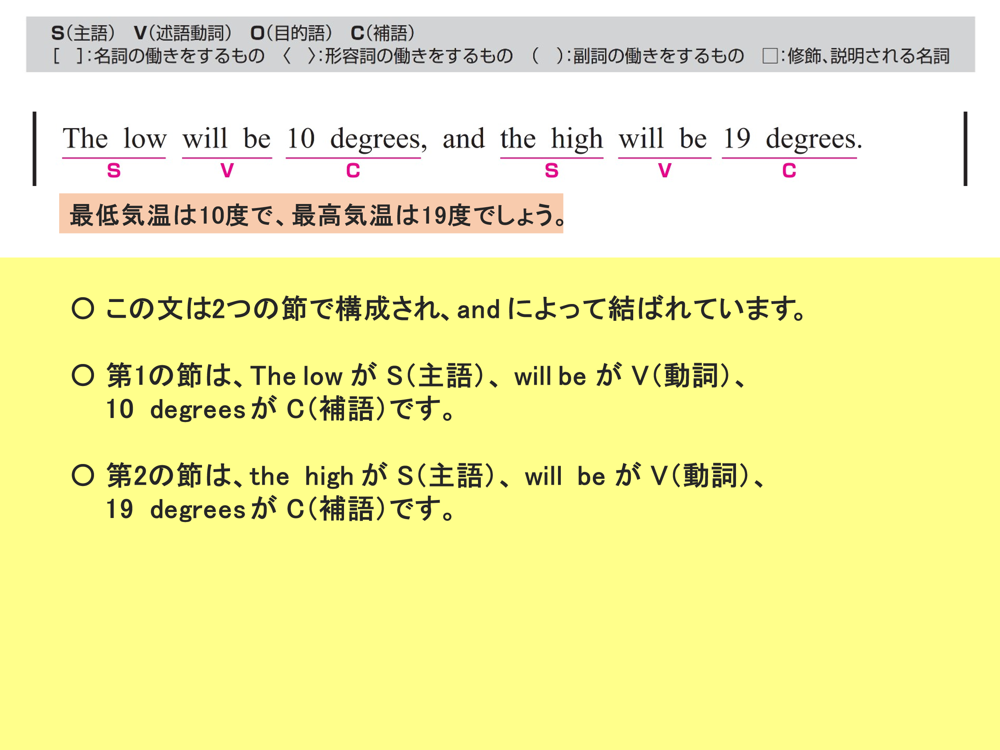 S(主語) V(述語動詞) O(目的語) C(補語)
[ ]:名詞の働きをするもの 〈 〉:形容詞の働きをするもの ( ):副詞の働きをするもの □:修飾、説明される名詞
The low will be 10 degrees, and the high will be 19 degrees.
S V C S V C
最低気温は10度で、最高気温は19度でしょう。
○ この文は2つの節で構成され、and によって結ばれています。
○ 第1の節は、The low が S(主語)、will be が V(動詞)、
10 degrees が C(補語)です。
○ 第2の節は、the high が S(主語)、will be が V(動詞)、
19 degrees が C(補語)です。